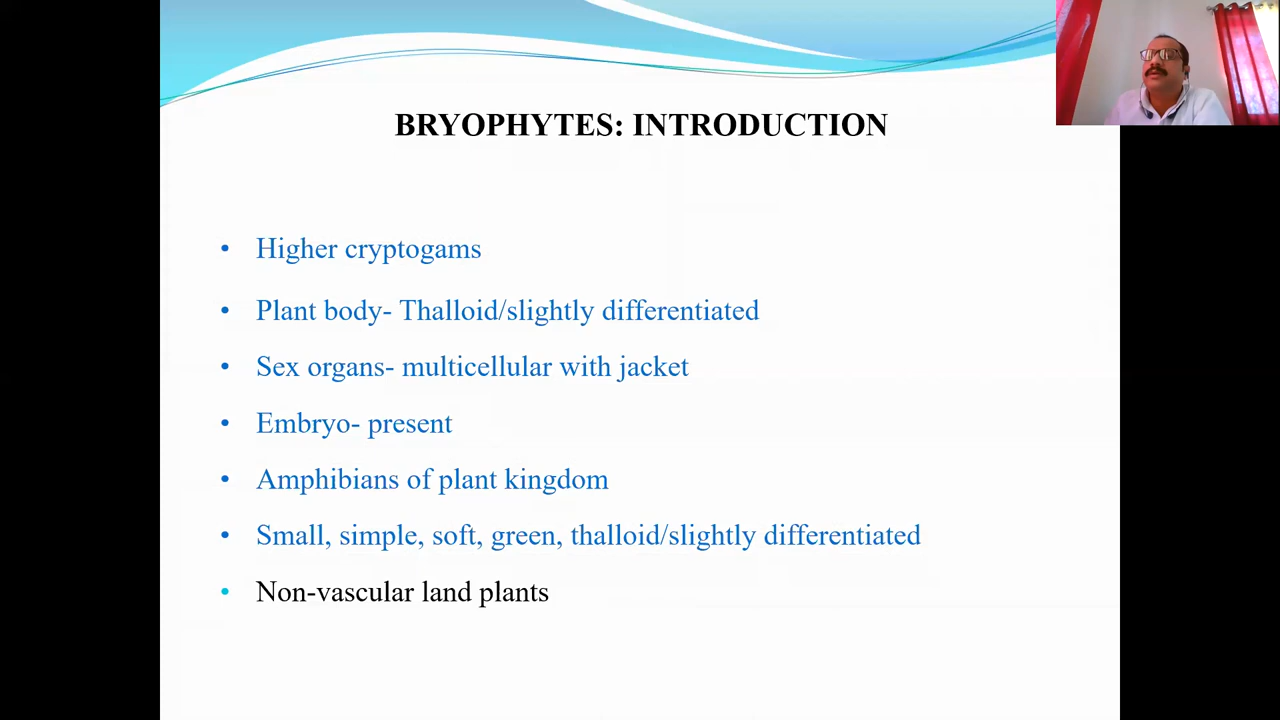 BRYOPHYTES: INTRODUCTION
• Higher cryptogams
• Plant body- Thalloid/slightly differentiated
• Sex organs- multicellular with jacket
• Embryo- present
• Amphibians of plant kingdom
• Small, simple, soft, green, thalloid/slightly differentiated
• Non-vascular land plants